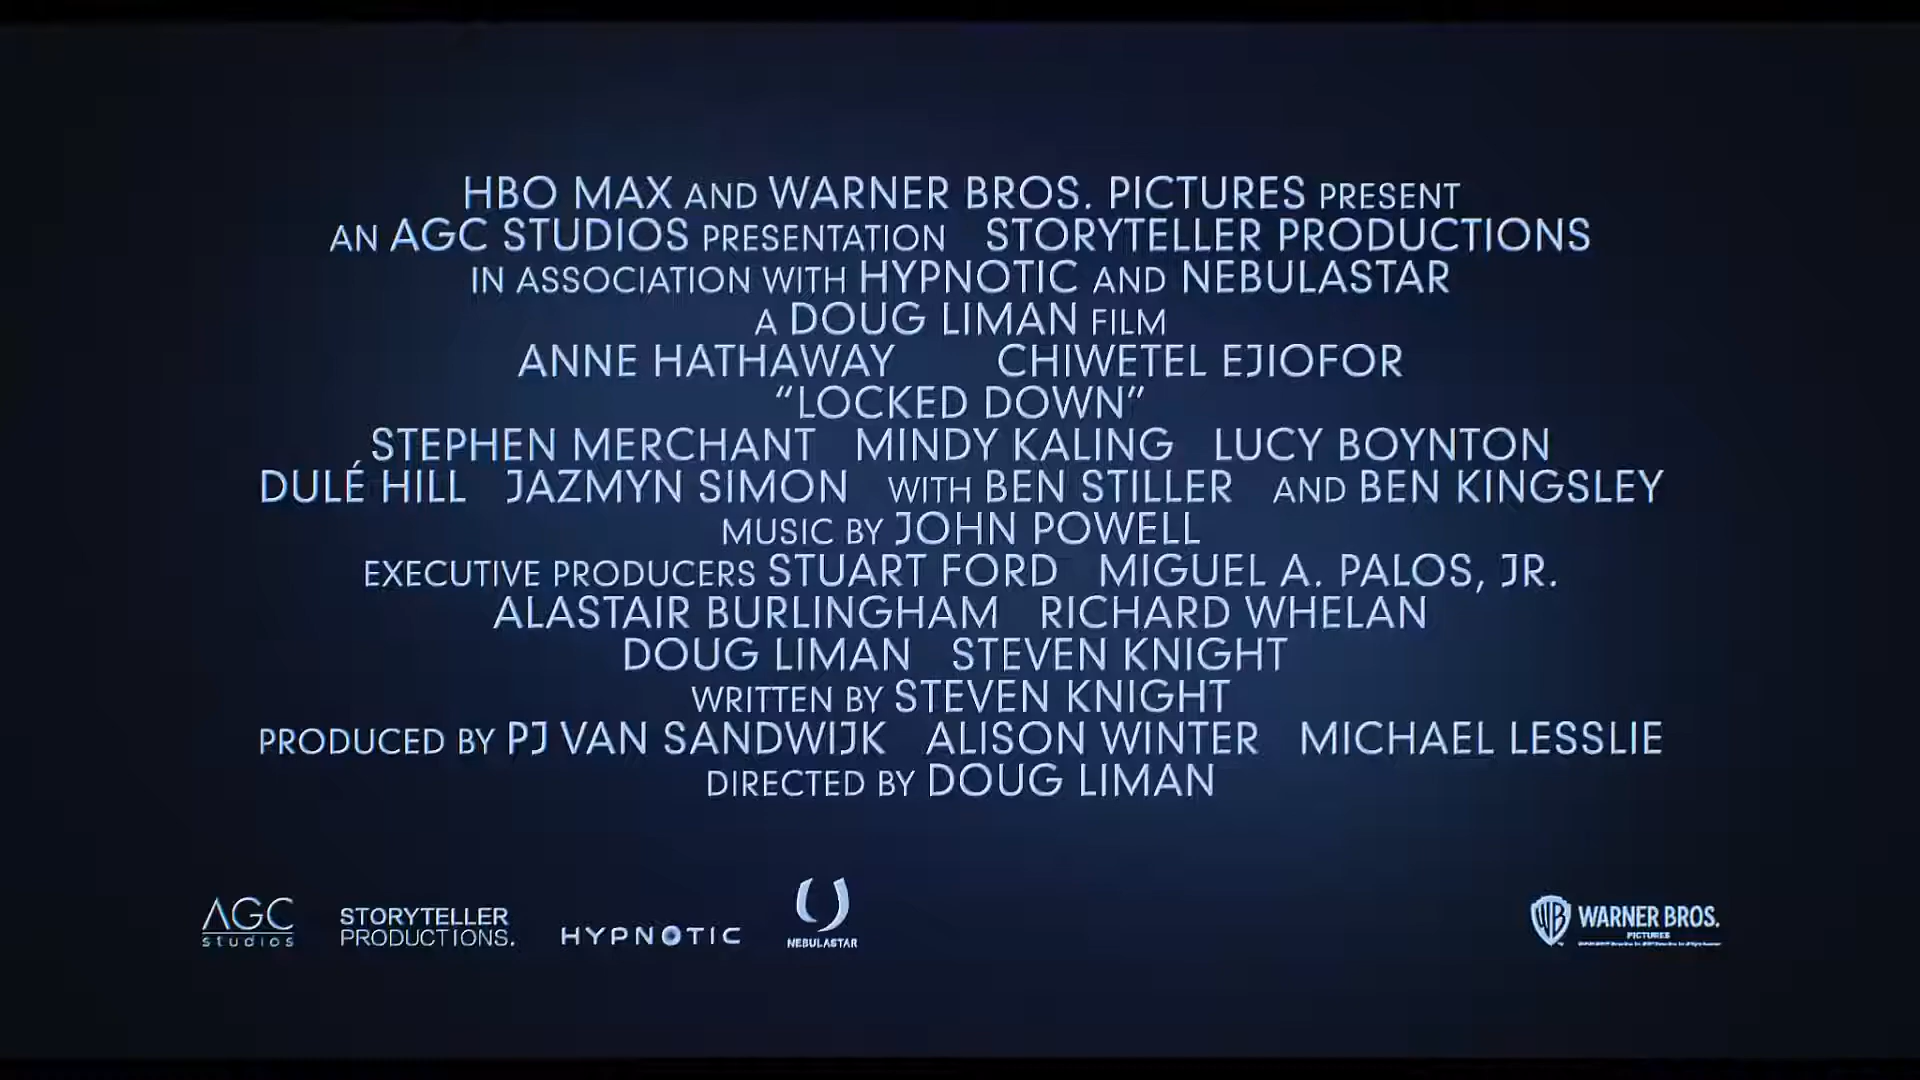 HBO MAX AND WARNER BROS. PICTURES PRESENT
AN AGC STUDIOS PRESENTATION STORYTELLER PRODUCTIONS
IN ASSOCIATION WITH HYPNOTIC AND NEBULASTAR
A DOUG LIMAN FILM
ANNE HATHAWAY CHIWETEL EJIOFOR
“LOCKED DOWN”
STEPHEN MERCHANT MINDY KALING LUCY BOYNTON
DULÉ HILL JAZMYN SIMON WITH BEN STILLER AND BEN KINGSLEY
MUSIC BY JOHN POWELL
EXECUTIVE PRODUCERS STUART FORD MIGUEL A. PALOS, JR.
ALASTAIR BURLINGHAM RICHARD WHELAN
DOUG LIMAN STEVEN KNIGHT
WRITTEN BY STEVEN KNIGHT
PRODUCED BY PJ VAN SANDWIJK ALISON WINTER MICHAEL LESSLIE
DIRECTED BY DOUG LIMAN
AGC
studios
STORYTELLER
PRODUCTIONS.
HYPNOTIC
NEBULASTAR
WB WARNER BROS.
PICTURES